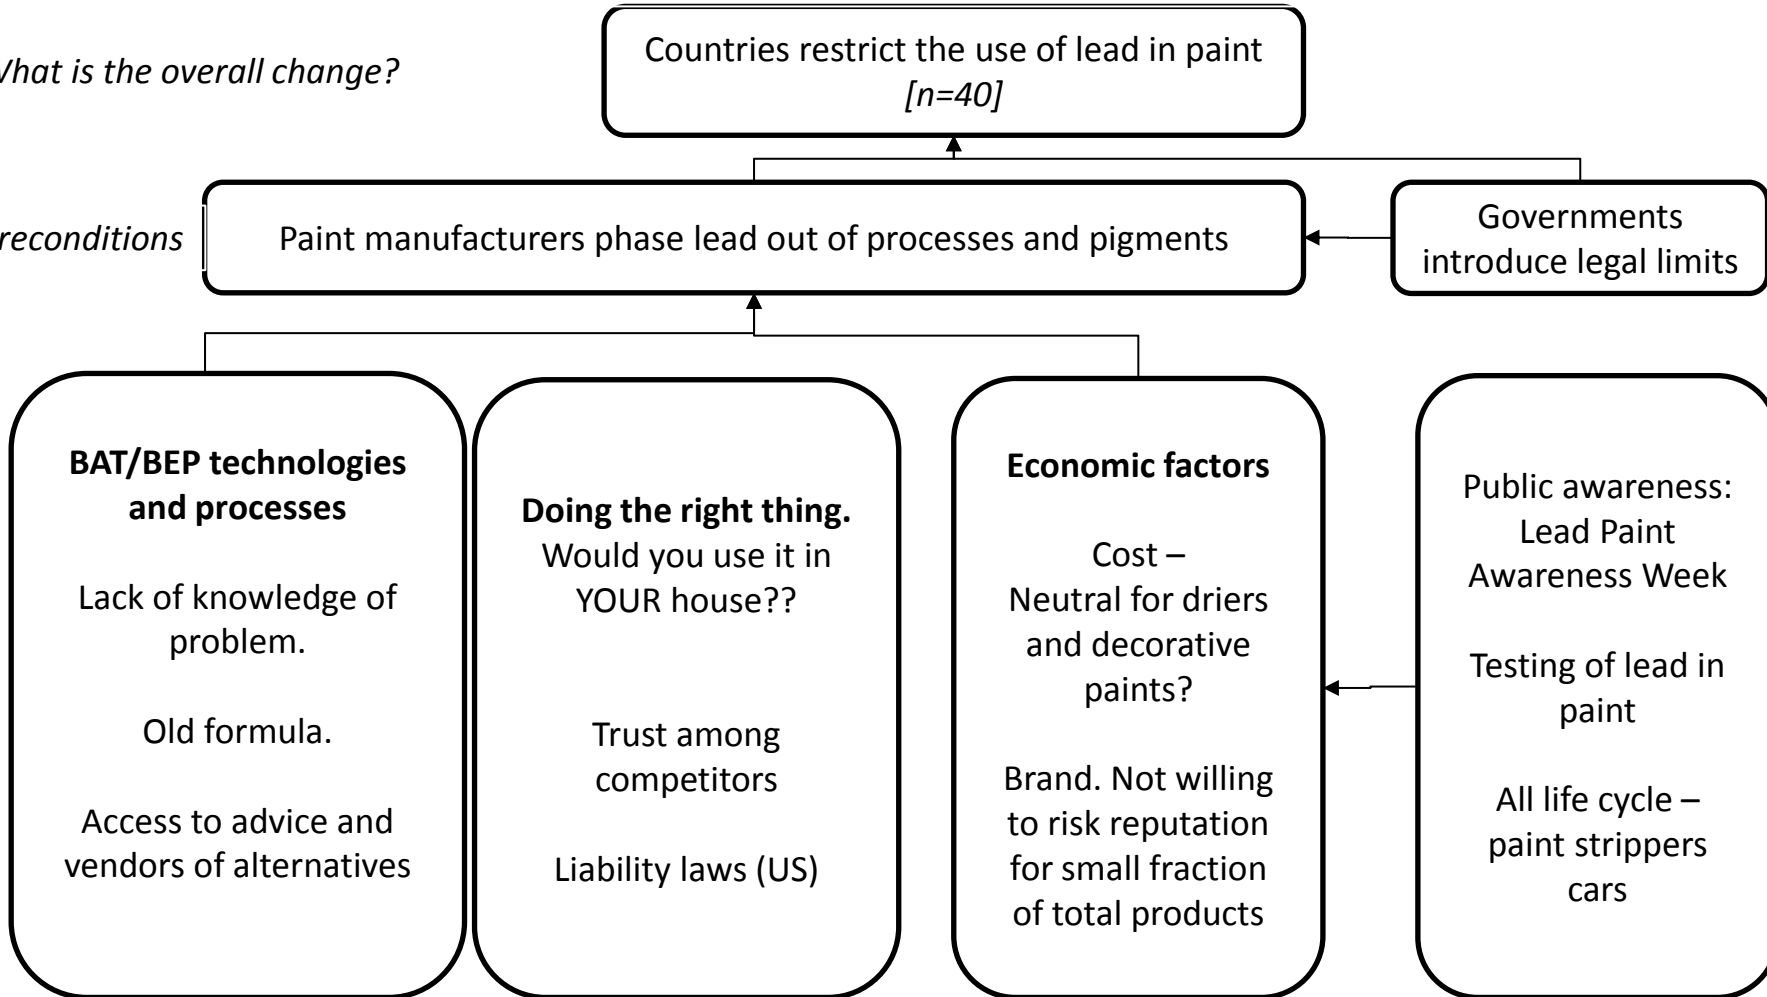 What is the overall change?
Countries restrict the use of lead in paint
[n=40]
reconditions
Paint manufacturers phase lead out of processes and pigments
Governments
introduce legal limits
BAT/BEP technologies
and processes
Lack of knowledge of
problem.
Old formula.
Access to advice and
vendors of alternatives
Doing the right thing.
Would you use it in
YOUR house??
Trust among
competitors
Liability laws (US)
Economic factors
Cost –
Neutral for driers
and decorative
paints?
Brand. Not willing
to risk reputation
for small fraction
of total products
Public awareness:
Lead Paint
Awareness Week
Testing of lead in
paint
All life cycle –
paint strippers
cars